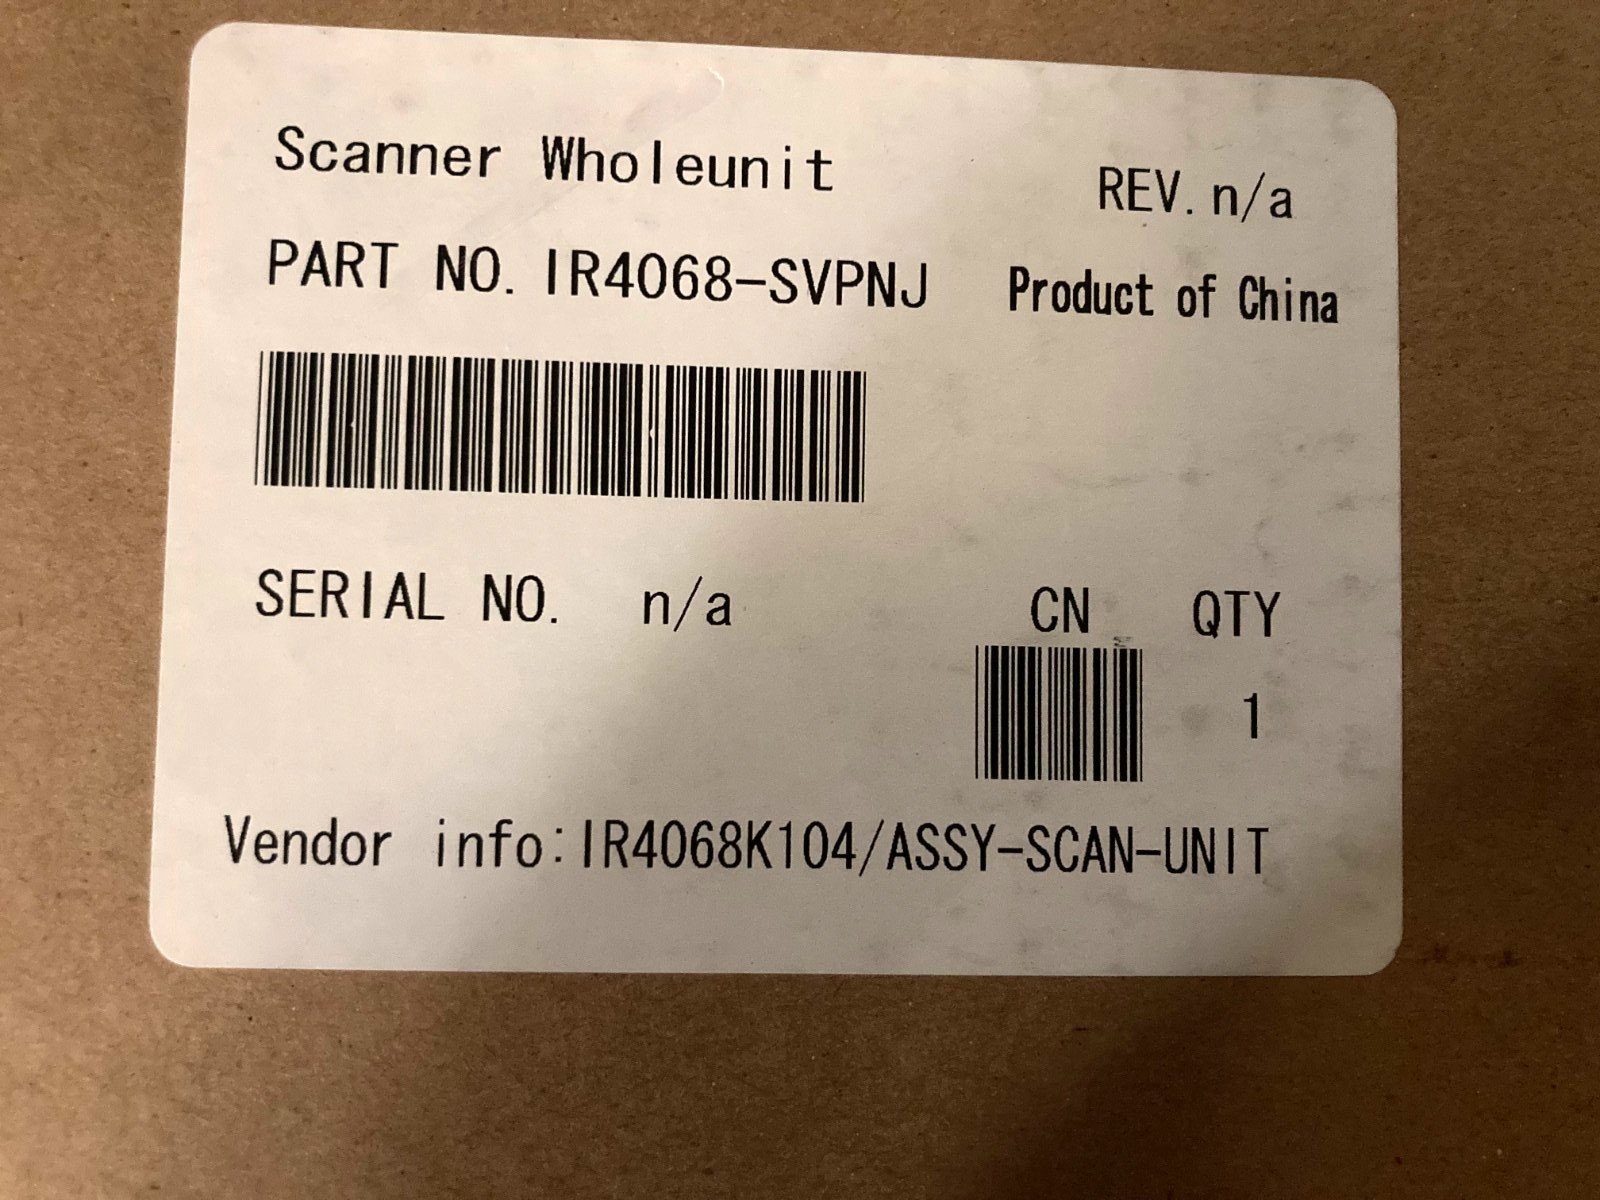 Scanner Wholeunit
REV. n/a
PART NO. IR4068-SVPNJ
Product of China
SERIAL NO. n/a
CN QTY
1
Vendor info:IR4068K104/ASSY-SCAN-UNIT